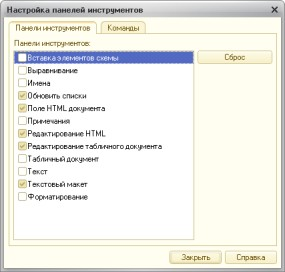 Настройка панелей инструментов
Панели инструментов
Команды
Панели инструментов:
Сброс
Вставка элементов схемы
Выравнивание
Имена
Обновить списки
Поле HTML документа
Примечания
Редактирование HTML
Редактирование табличного документа
Табличный документ
Текст
Текстовый макет
Форматирование
Закрыть
Справка